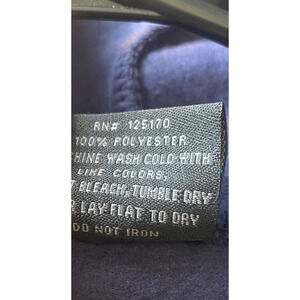 RN# 125170
100% POLYESTER
CHINE WASH COLD WITH
LIKE COLORS,
T BLEACH, TUMBLE DRY
R LAY FLAT TO DRY
DO NOT IRON